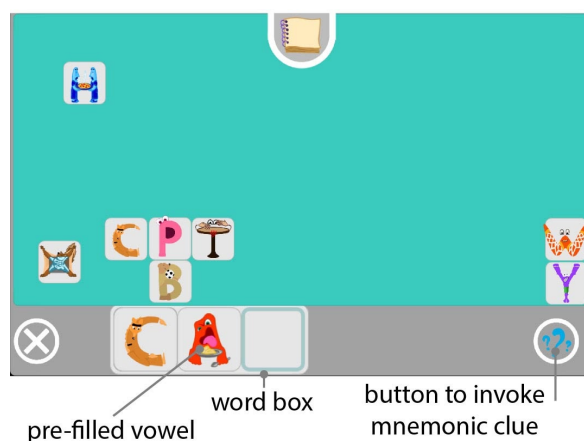 H
C P T W
X
B Y
C A
???
word box
button to invoke
pre-filled vowel
mnemonic clue